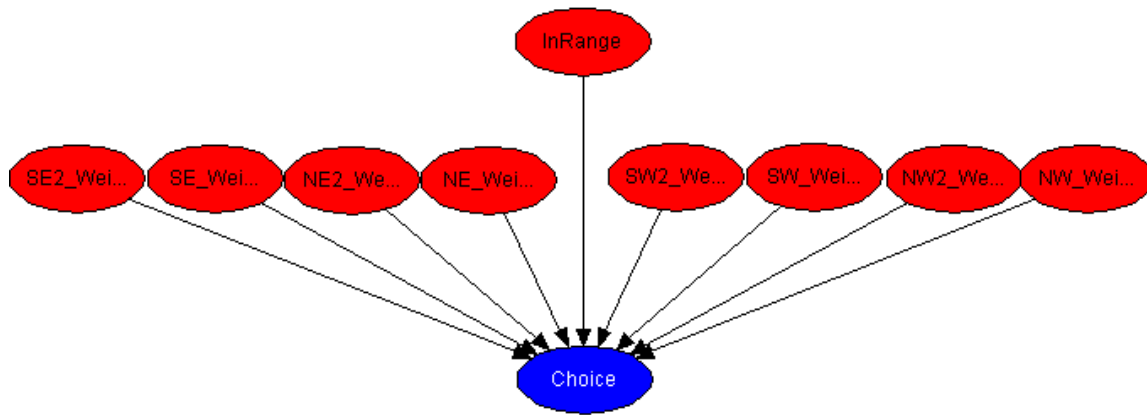 InRange
SE2_Wei...
SE_Wei...
NE2_We...
NE_Wei...
SW2_We...
SW_Wei...
NW2_We...
NW_Wei...
Choice